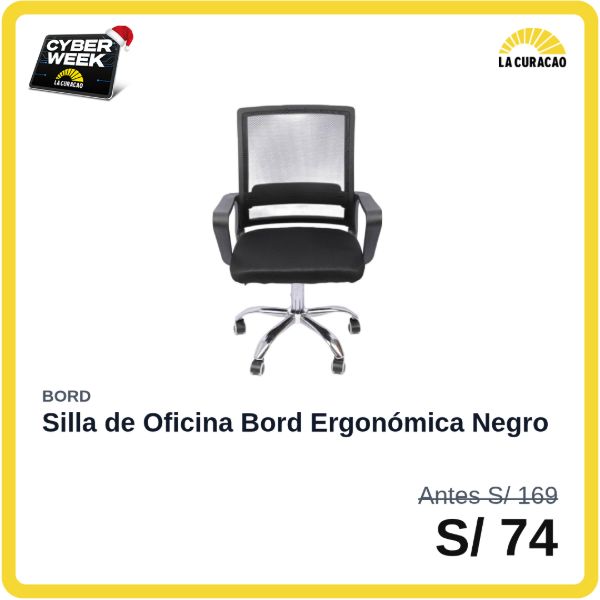 CYBER
WEEK
LA CURACAO
LA CURACAO
BORD
Silla de Oficina Bord Ergonómica Negro
Antes S/ 169
S/ 74